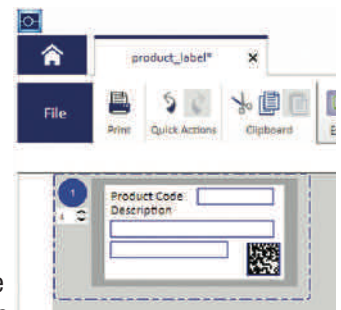 product_label*
File
Print
Quick Actions
Clipboard
1
4
Product Code
Description
e